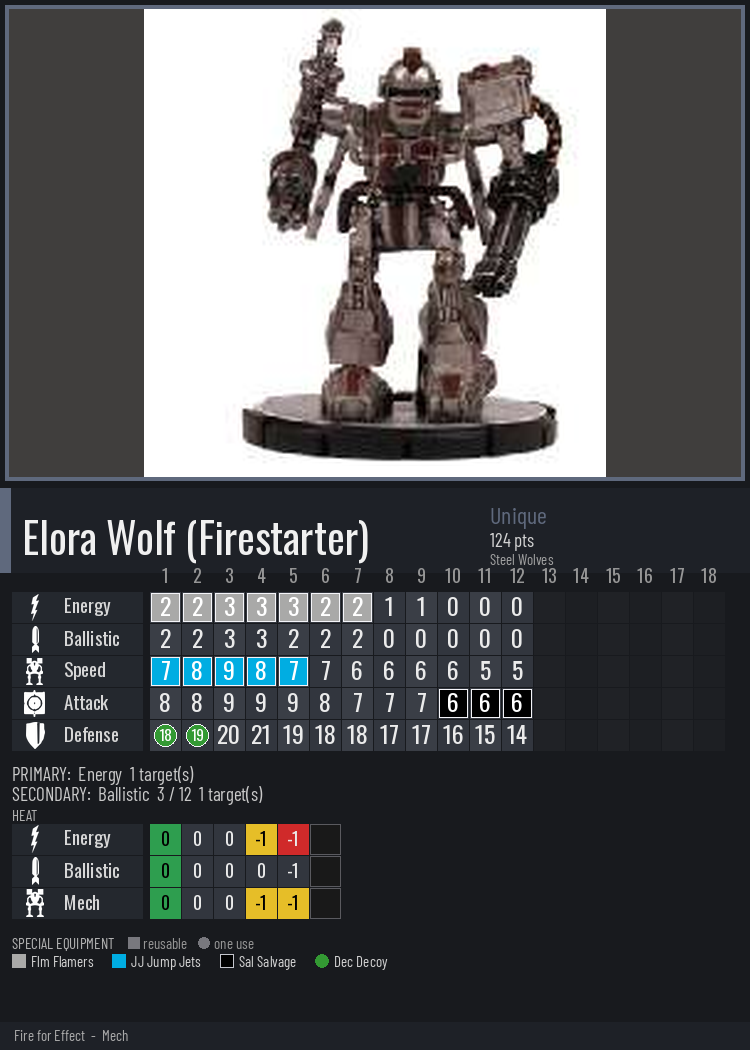 Elora Wolf (Firestarter)
Unique
124 pts
Steel Wolves
1 2 3 4 5 6 7 8 9 10 11 12 13 14 15 16 17 18
Energy 2 2 3 3 3 2 2 1 1 0 0 0
Ballistic 2 2 3 3 2 2 2 0 0 0 0 0
Speed 7 8 9 8 7 7 6 6 6 6 5 5
Attack 8 8 9 9 9 8 7 7 7 6 6 6
Defense 18 19 20 21 19 18 18 17 17 16 15 14
PRIMARY: Energy 1 target(s)
SECONDARY: Ballistic 3 / 12 1 target(s)
HEAT
Energy 0 0 0 -1 -1
Ballistic 0 0 0 0 -1
Mech 0 0 0 -1 -1
SPECIAL EQUIPMENT reusable one use
Flm Flamers JJ Jump Jets Sal Salvage Dec Decoy
Fire for Effect - Mech